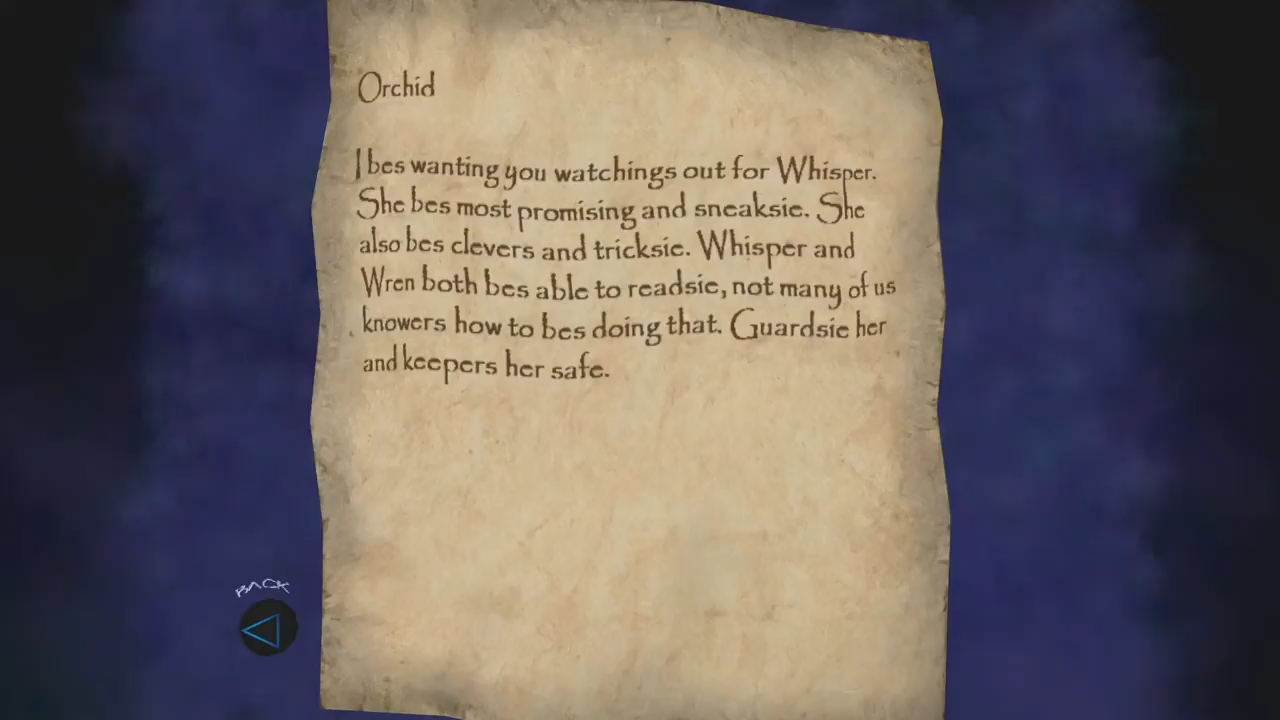 Orchid
I bes wanting you watchings out for Whisper.
She bes most promising and sneaksie. She
also bes clevers and tricksie. Whisper and
Wren both bes able to readsie, not many of us
knowers how to bes doing that. Guardsie her
and keepers her safe.
BACK